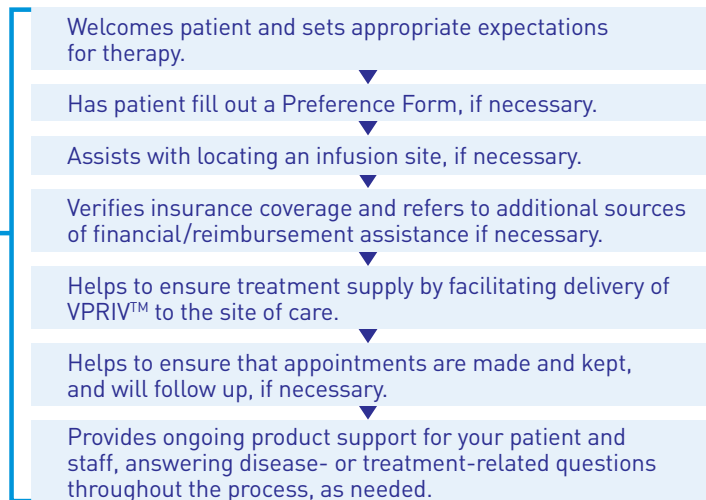 Welcomes patient and sets appropriate expectations
for therapy.
Has patient fill out a Preference Form, if necessary.
Assists with locating an infusion site, if necessary.
Verifies insurance coverage and refers to additional sources
of financial/reimbursement assistance if necessary.
Helps to ensure treatment supply by facilitating delivery of
VPRIV™ to the site of care.
Helps to ensure that appointments are made and kept,
and will follow up, if necessary.
Provides ongoing product support for your patient and
staff, answering disease- or treatment-related questions
throughout the process, as needed.